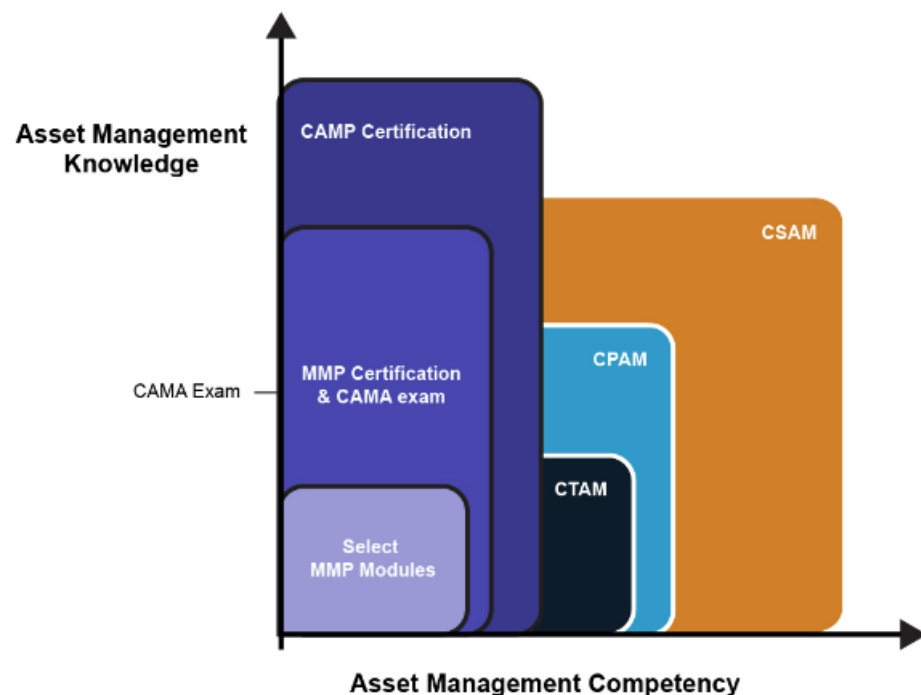 Asset Management
Knowledge
CAMP Certification
CSAM
CPAM
MMP Certification
& CAMA exam
CAMA Exam
CTAM
Select
MMP Modules
Asset Management Competency